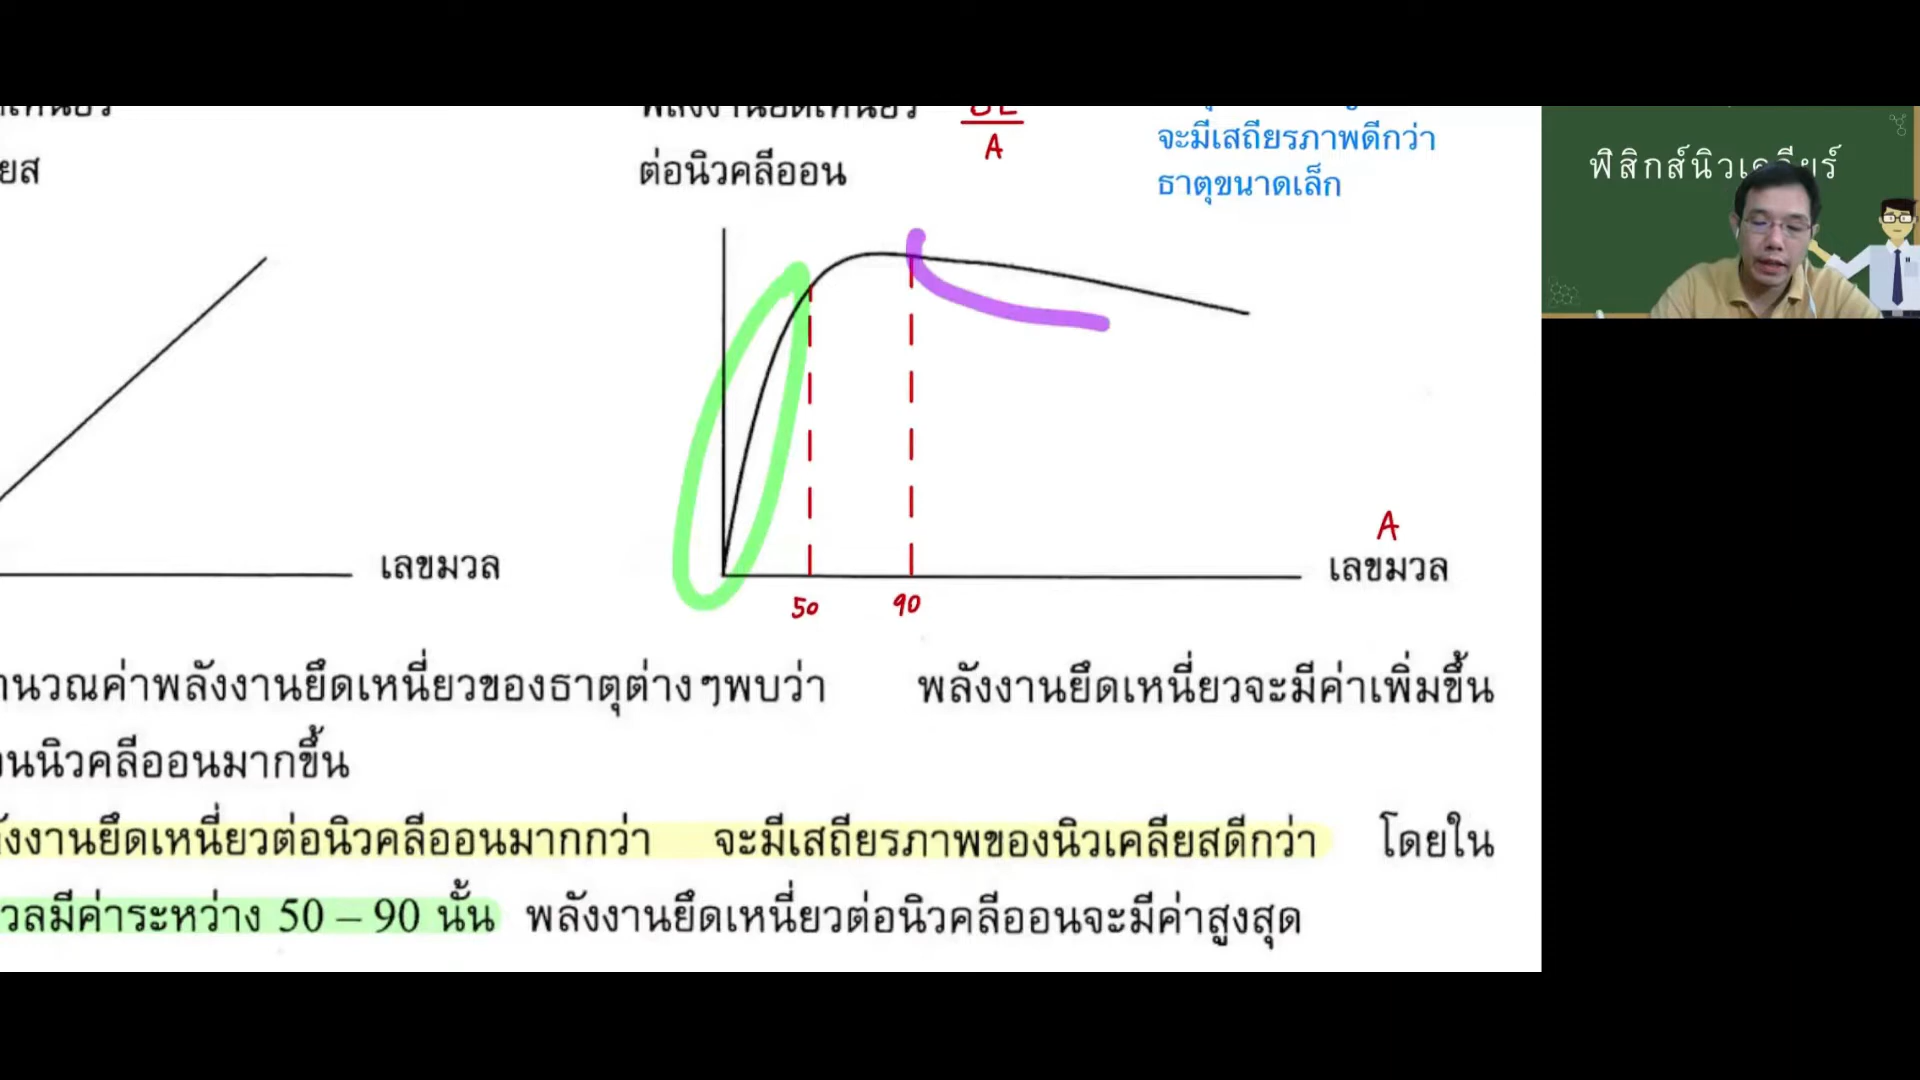 พลังงานยึดเหนี่ยว BE
ต่อนิวคลีออน A
จะมีเสถียรภาพดีกว่า
ธาตุขนาดเล็ก
ฟิสิกส์นิวเคลียร์
A
เลขมวล
เลขมวล
50 90
พลังงานยึดเหนี่ยวจะมีค่าเพิ่มขึ้น
ค่าพลังงานยึดเหนี่ยวของธาตุต่างๆพบว่า
นิวคลีออนมากขึ้น
ยึดเหนี่ยวต่อนิวคลีออนมากกว่า จะมีเสถียรภาพของนิวเคลียสดีกว่า โดยใน
มีค่าระหว่าง 50 – 90 นั้น พลังงานยึดเหนี่ยวต่อนิวคลีออนจะมีค่าสูงสุด